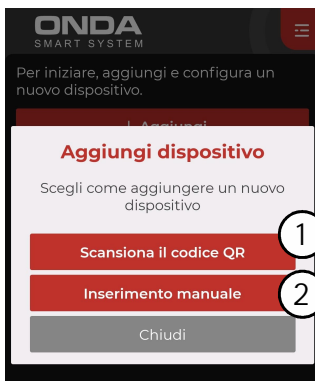 ONDA
SMART SYSTEM
Per iniziare, aggiungi e configura un
nuovo dispositivo.
Aggiungi
Aggiungi dispositivo
Scegli come aggiungere un nuovo
dispositivo
Scansiona il codice QR
1
Inserimento manuale
2
Chiudi